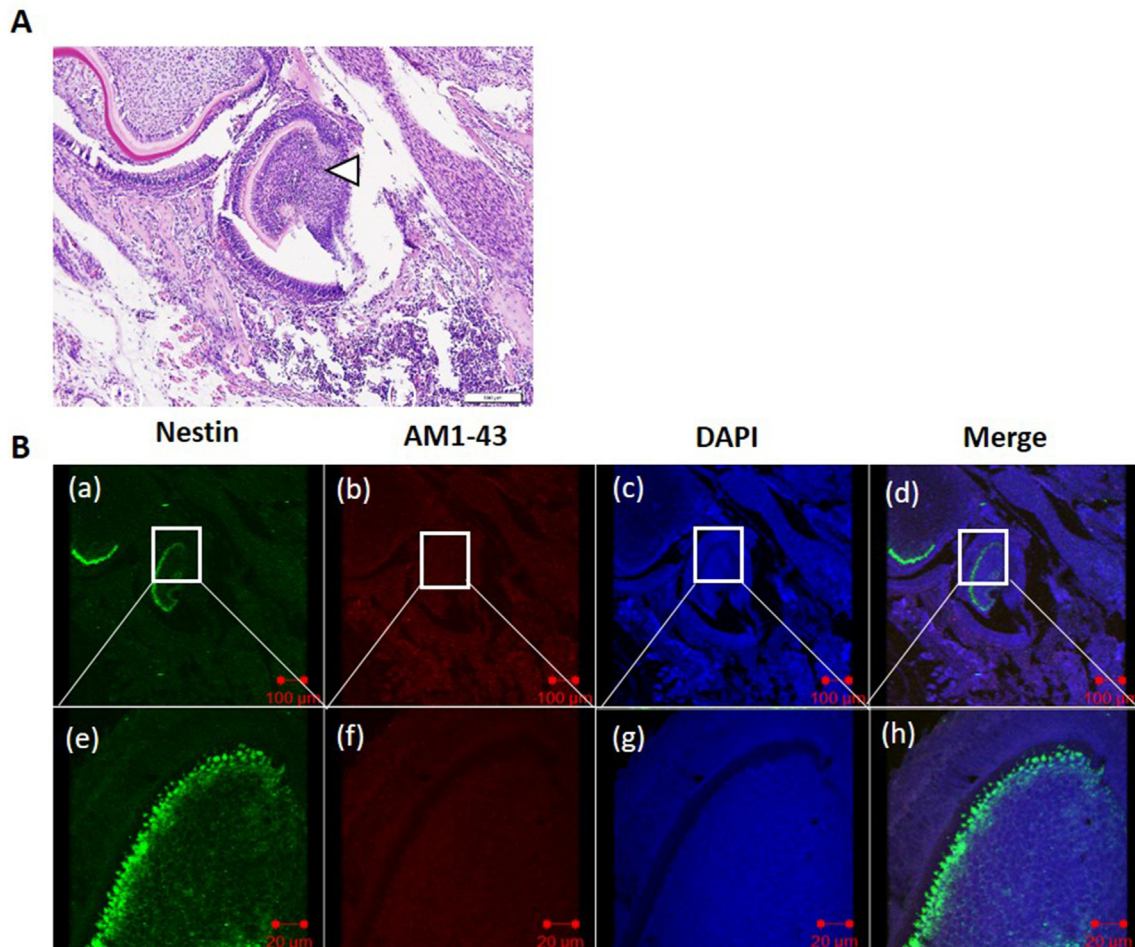 A
B
Nestin AM1-43 DAPI Merge
(a) (b) (c) (d)
100 µm 100 µm 100 µm 100 µm
(e) (f) (g) (h)
20 µm 20 µm 20 µm 20 µm